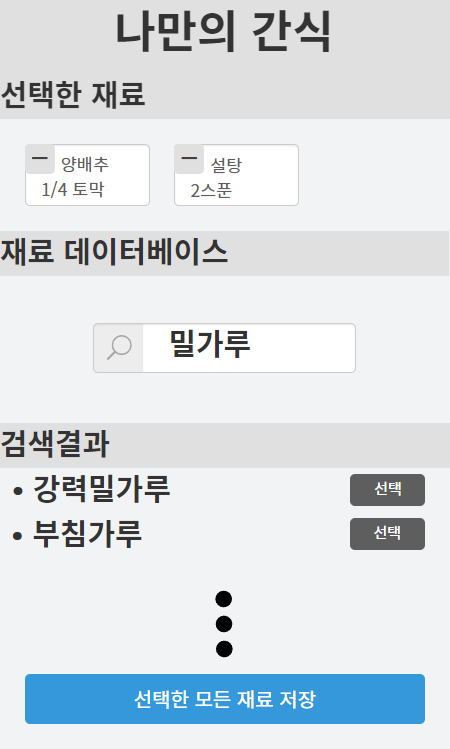 나만의 간식
선택한 재료
양배추
1/4 토막
설탕
2스푼
재료 데이터베이스
밀가루
검색결과
• 강력밀가루
선택
• 부침가루
선택
선택한 모든 재료 저장